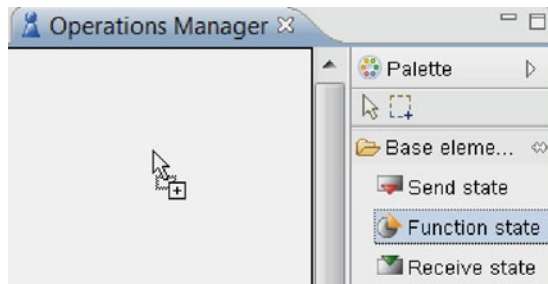 Operations Manager
Palette
Base eleme...
Send state
Function state
Receive state